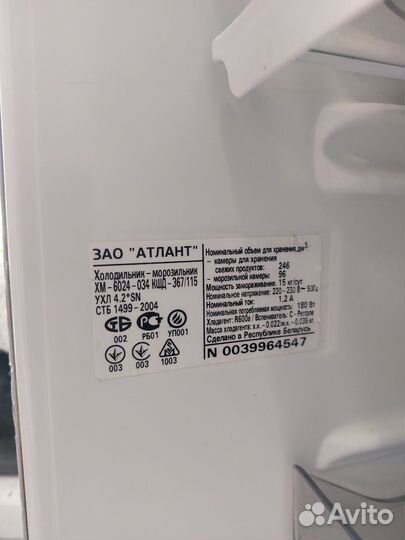 ЗАО "АТЛАНТ"
Холодильник - морозильник
ХМ - 6024 - 034 КШД - 367/115
УХЛ 4.2*SN
СТБ 1499-2004
002
РБ01
УП001
003
003
1003
Номинальный объем для хранения, дм³:
- камеры для хранения
свежих продуктов: 246
- морозильной камеры: 96
Мощность замораживания: 15 кг/сут
Номинальное напряжение: 220-230 В~ 50Гц
Номинальный ток: 1,2 А
Номинальная потребляемая мощность: 180 Вт
Хладагент: R600a / Вспениватель: C - Pentane
Масса хладагента: х.к. - 0,022/м.к. - 0,035 кг
Сделано в Республике Беларусь
N 0039964547
Avito